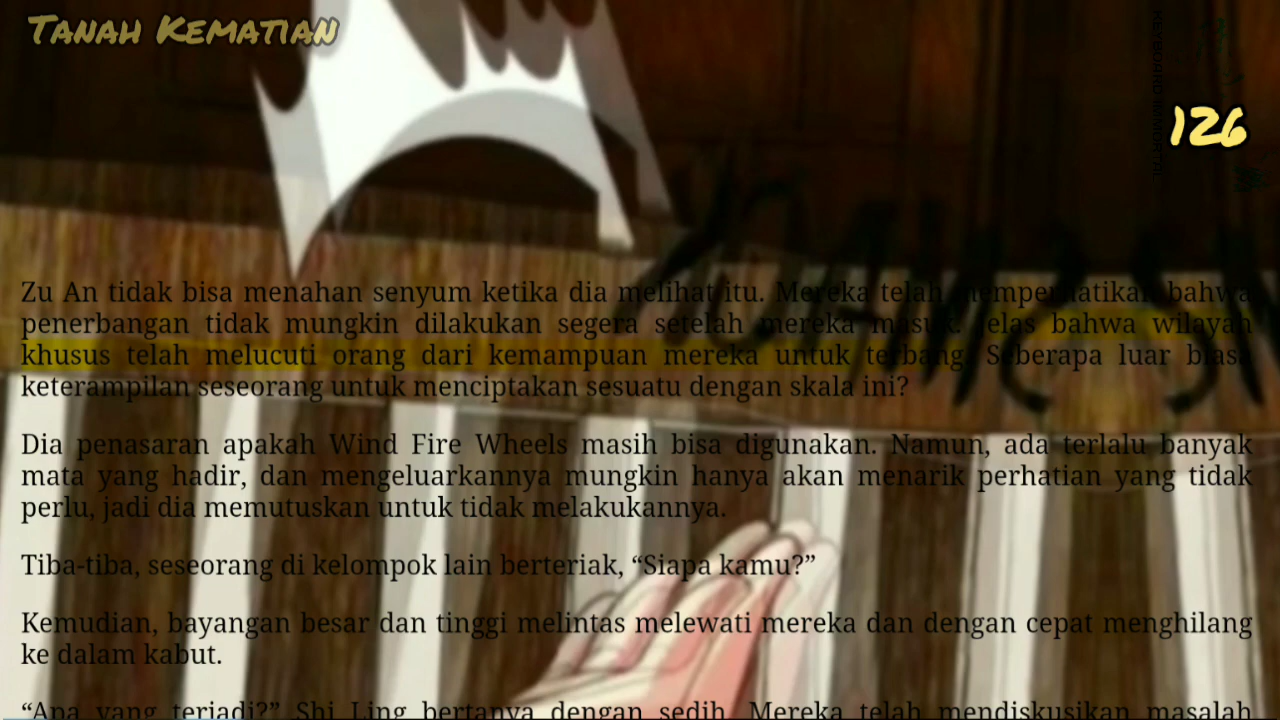 Tanah Kematian
126
Zu An tidak bisa menahan senyum ketika dia melihat itu. Mereka telah memperhatikan bahwa
penerbangan tidak mungkin dilakukan segera setelah mereka masuk. Jelas bahwa wilayah
khusus telah melucuti orang dari kemampuan mereka untuk terbang. Seberapa luar biasa
keterampilan seseorang untuk menciptakan sesuatu dengan skala ini?
Dia penasaran apakah Wind Fire Wheels masih bisa digunakan. Namun, ada terlalu banyak
mata yang hadir, dan mengeluarkannya mungkin hanya akan menarik perhatian yang tidak
perlu, jadi dia memutuskan untuk tidak melakukannya.
Tiba-tiba, seseorang di kelompok lain berteriak, “Siapa kamu?”
Kemudian, bayangan besar dan tinggi melintas melewati mereka dan dengan cepat menghilang
ke dalam kabut.
“Apa yang terjadi?” Shi Ling bertanya dengan sedih. Mereka telah mendiskusikan masalah